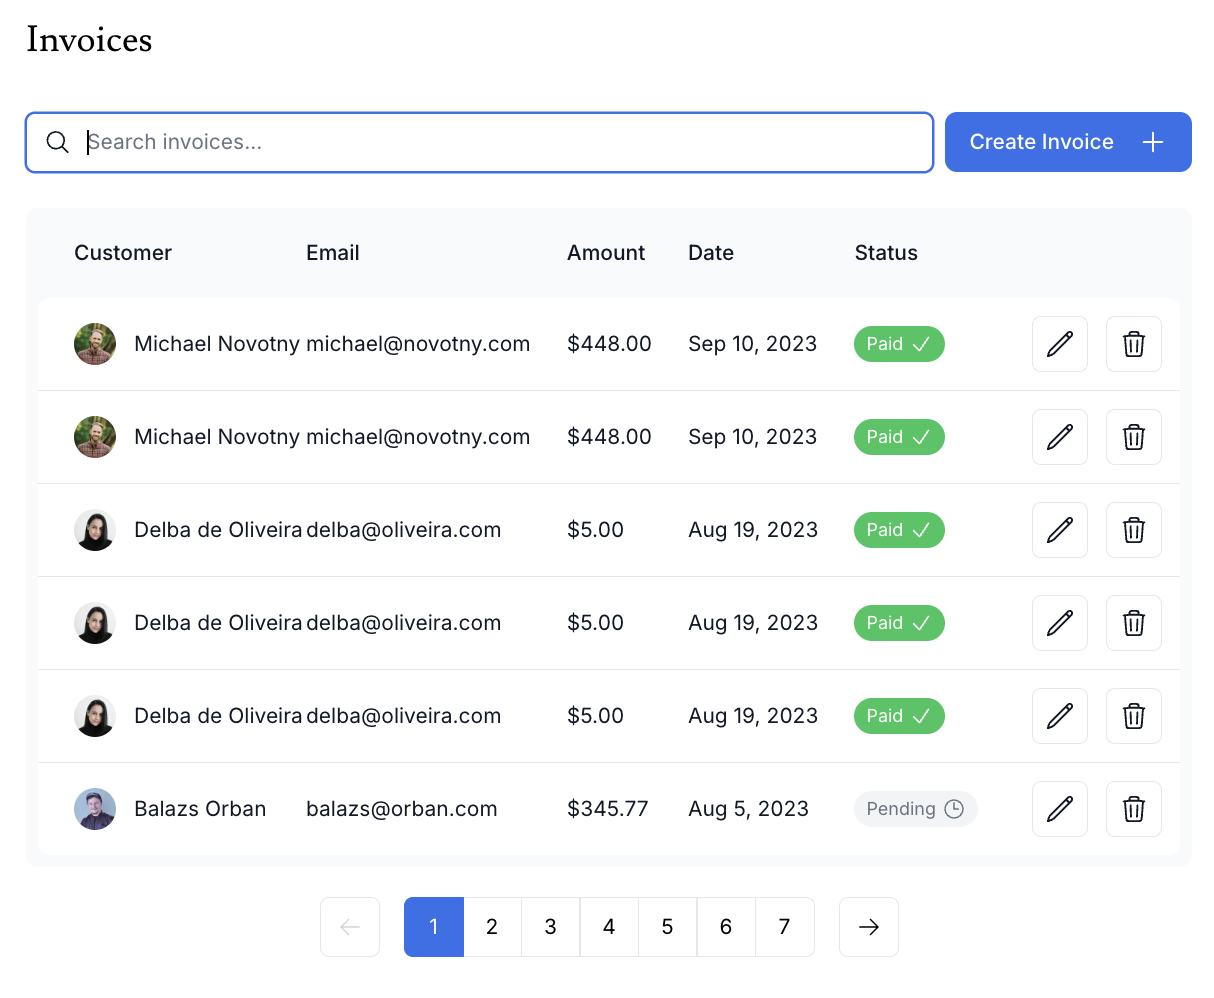 Invoices
Search invoices...
Create Invoice
Customer Email Amount Date Status
Michael Novotny michael@novotny.com $448.00 Sep 10, 2023 Paid
Michael Novotny michael@novotny.com $448.00 Sep 10, 2023 Paid
Delba de Oliveira delba@oliveira.com $5.00 Aug 19, 2023 Paid
Delba de Oliveira delba@oliveira.com $5.00 Aug 19, 2023 Paid
Delba de Oliveira delba@oliveira.com $5.00 Aug 19, 2023 Paid
Balazs Orban balazs@orban.com $345.77 Aug 5, 2023 Pending
1 2 3 4 5 6 7